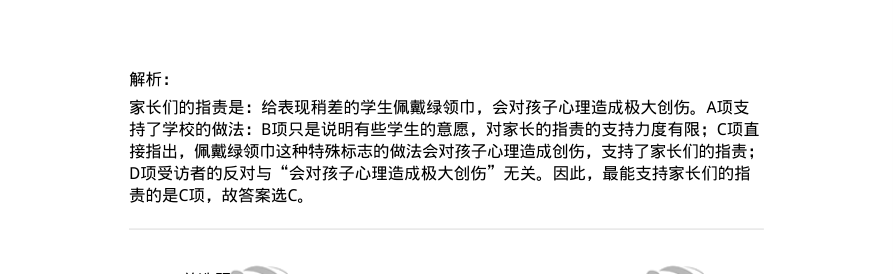 解析：
家长们的指责是：给表现稍差的学生佩戴绿领巾，会对孩子心理造成极大创伤。A项支
持了学校的做法：B项只是说明有些学生的意愿，对家长的指责的支持力度有限；C项直
接指出，佩戴绿领巾这种特殊标志的做法会对孩子心理造成创伤，支持了家长们的指责；
D项受访者的反对与“会对孩子心理造成极大创伤”无关。因此，最能支持家长们的指
责的是C项，故答案选C。